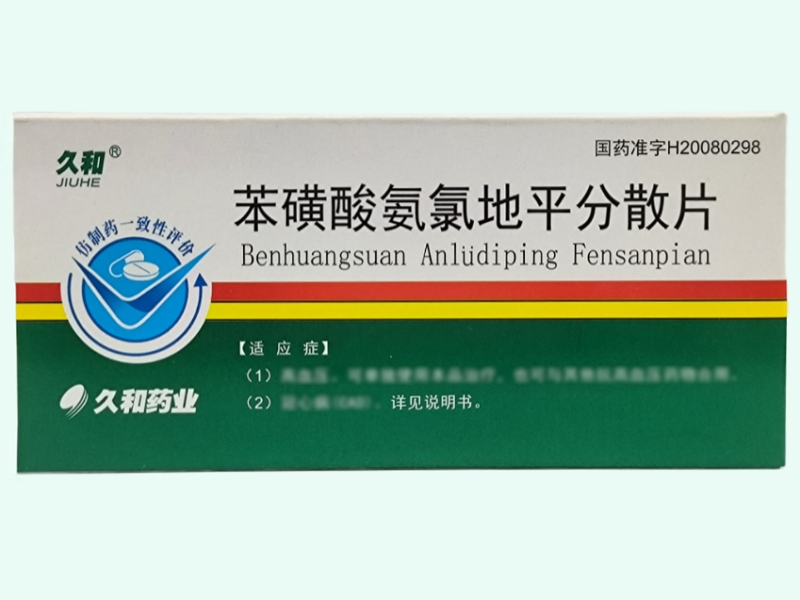 久和®
JIUHE
国药准字H20080298
苯磺酸氨氯地平分散片
Benhuangsuan Anlüdiping Fensanpian
仿制药一致性评价
【适 应 症】
(1)
(2) 详见说明书。
久和药业